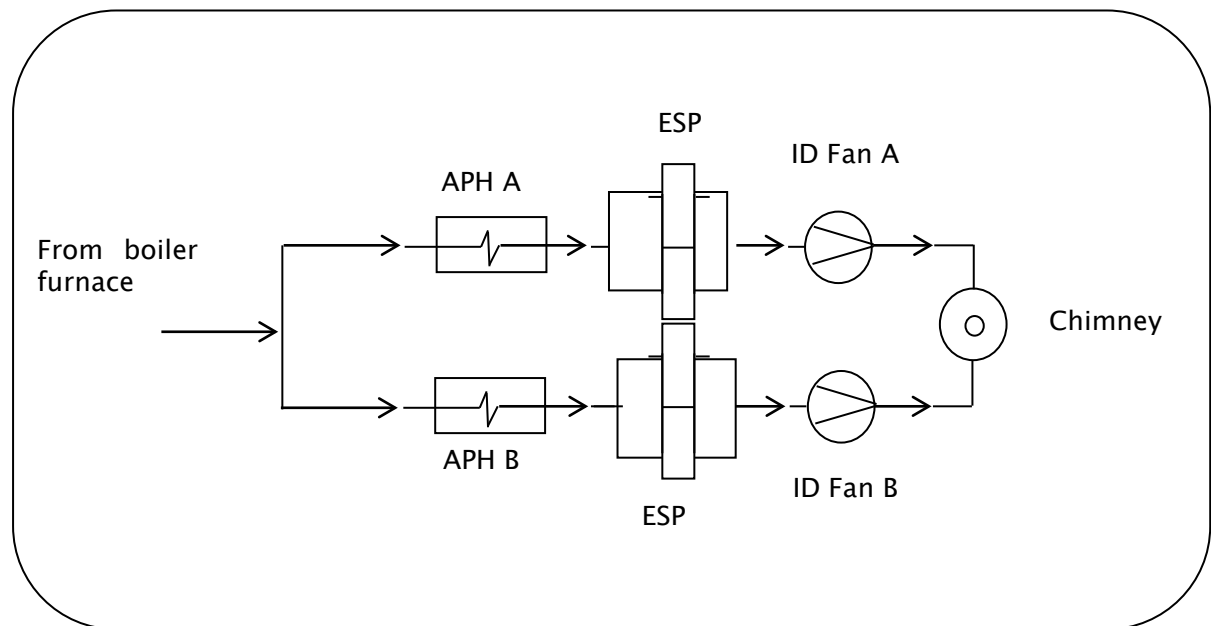 ESP
ID Fan A
APH A
From boiler
furnace
Chimney
APH B
ID Fan B
ESP